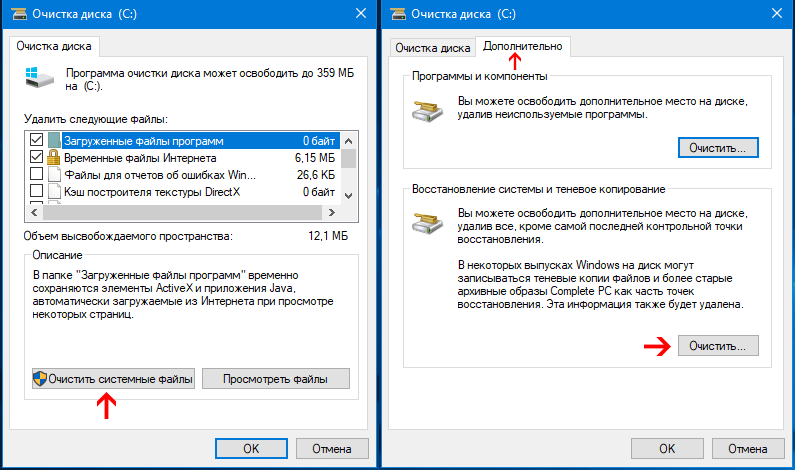 Очистка диска  (C:)
Очистка диска
Программа очистки диска может освободить до 359 МБ
на  (C:).
Удалить следующие файлы:
Загруженные файлы программ 0 байт
Временные файлы Интернета 6,15 МБ
Файлы для отчетов об ошибках Win... 26,6 КБ
Кэш построителя текстуры DirectX 0 байт
Объем высвобождаемого пространства: 12,1 МБ
Описание
В папке "Загруженные файлы программ" временно
сохраняются элементы ActiveX и приложения Java,
автоматически загружаемые из Интернета при просмотре
некоторых страниц.
Очистить системные файлы
Просмотреть файлы
OK
Отмена
Очистка диска  (C:)
Очистка диска
Дополнительно
Программы и компоненты
Вы можете освободить дополнительное место на диске,
удалив неиспользуемые программы.
Очистить...
Восстановление системы и теневое копирование
Вы можете освободить дополнительное место на диске,
удалив все, кроме самой последней контрольной точки
восстановления.
В некоторых выпусках Windows на диск могут
записываться теневые копии файлов и более старые
архивные образы Complete PC как часть точек
восстановления. Эта информация также будет удалена.
Очистить...
OK
Отмена